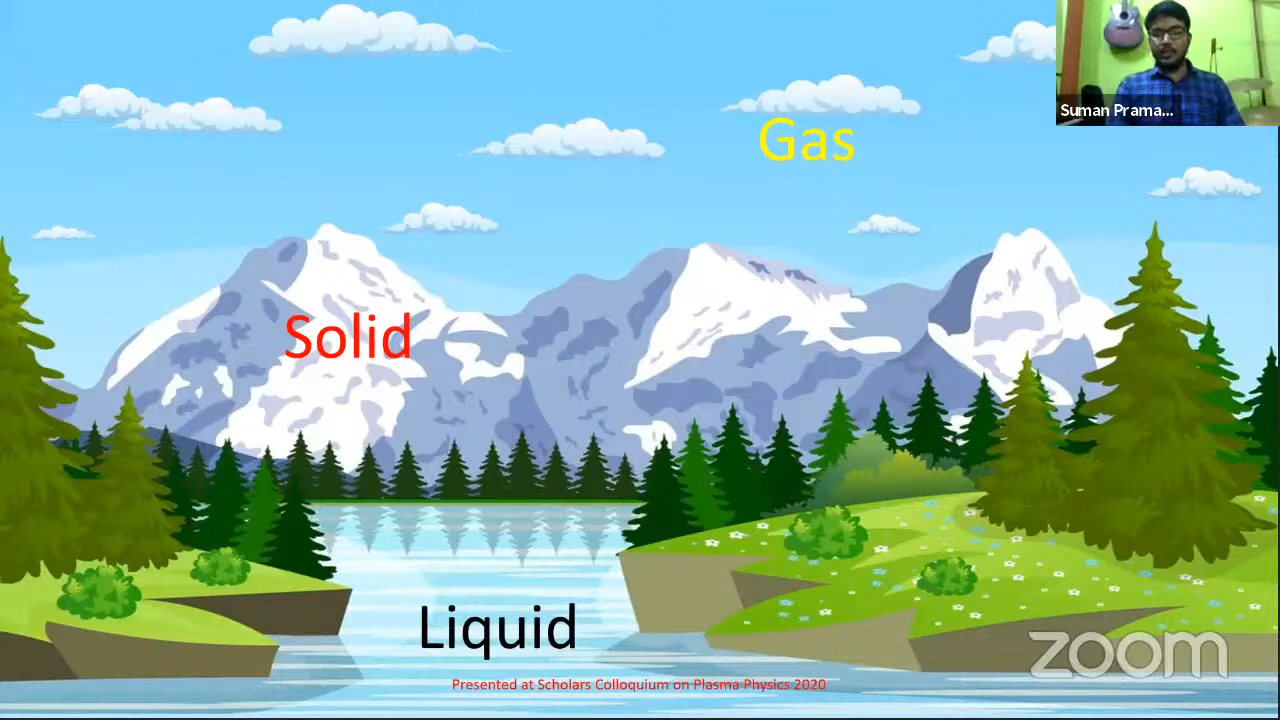 Suman Prama...
Gas
Solid
Liquid
zoom
Presented at Scholars Colloquium on Plasma Physics 2020